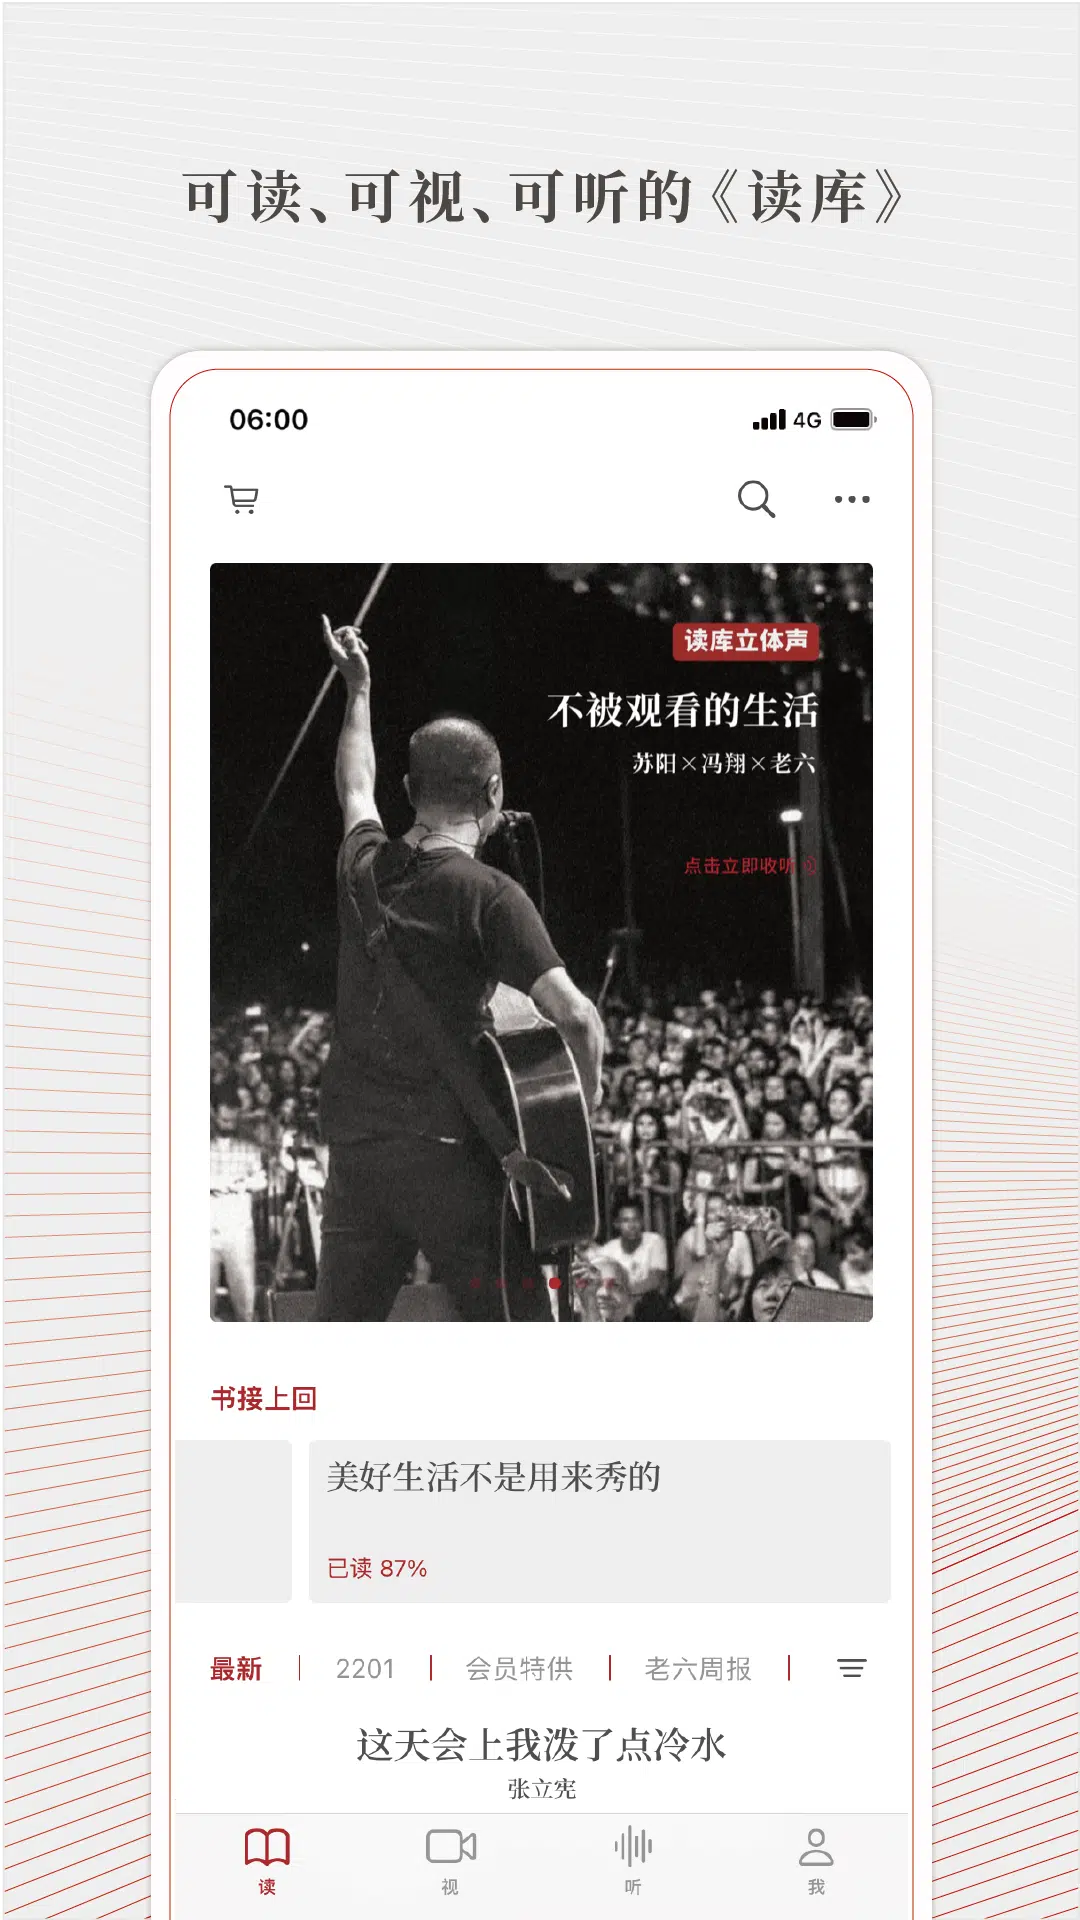 可读、可视、可听的《读库》
06:00
4G
读库立体声
不被观看的生活
苏阳×冯翔×老六
点击立即收听
书接上回
美好生活不是用来秀的
已读 87%
最新 2201 会员特供 老六周报
这天会上我泼了点冷水
张立宪
读 视 听 我